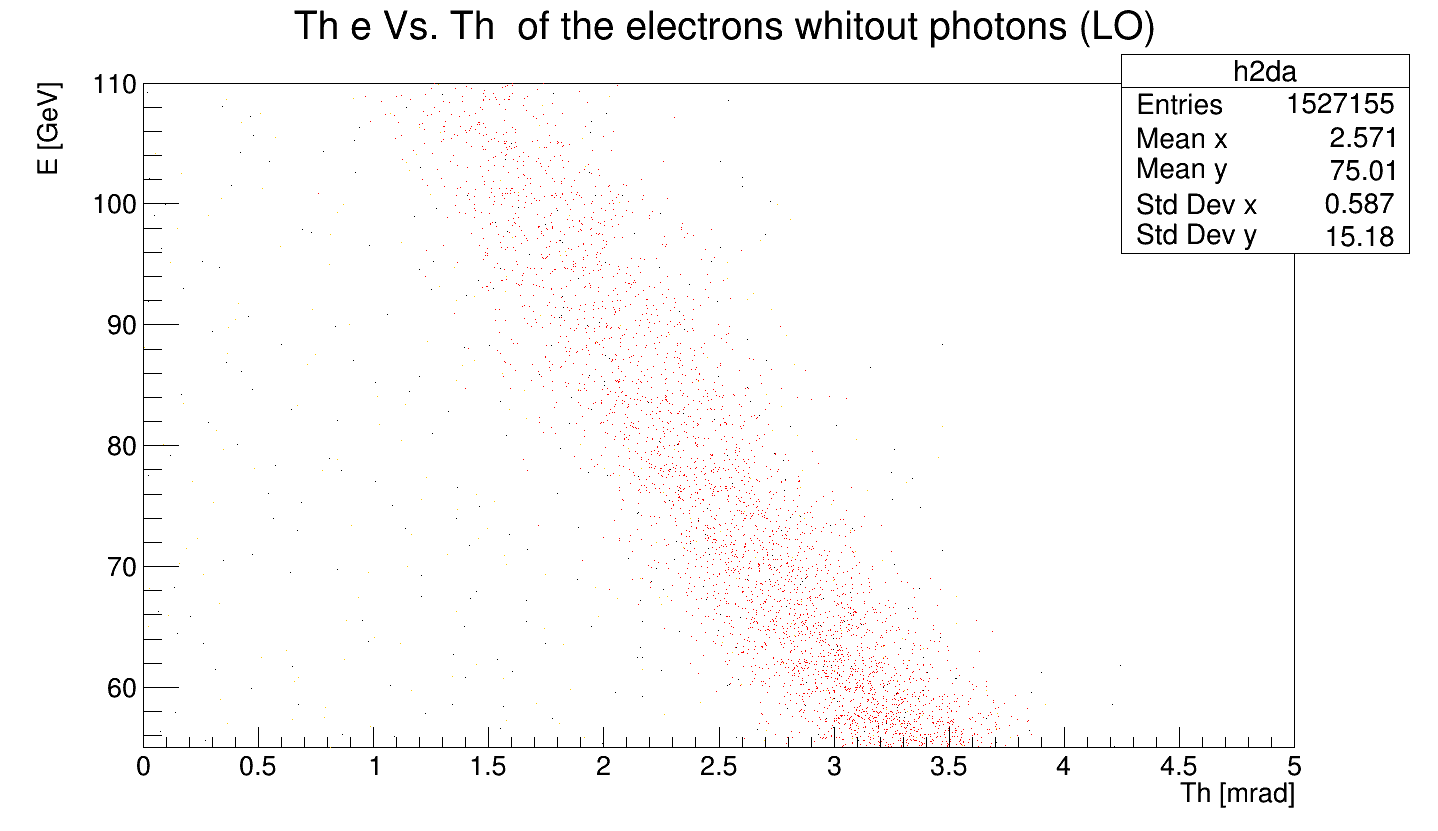 Th e Vs. Th  of the electrons whitout photons (LO)
h2da
Entries 1527155
Mean x 2.571
Mean y 75.01
Std Dev x 0.587
Std Dev y 15.18
E [GeV]
110
100
90
80
70
60
0 0.5 1 1.5 2 2.5 3 3.5 4 4.5 5
Th [mrad]